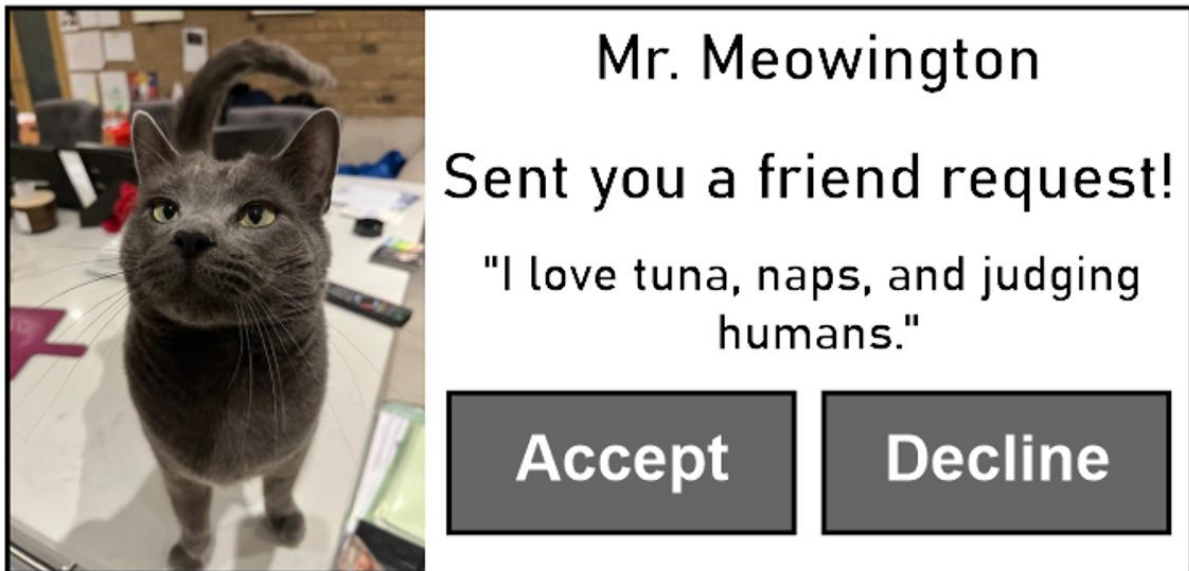 Mr. Meowington
Sent you a friend request!
"I love tuna, naps, and judging
humans."
Accept
Decline